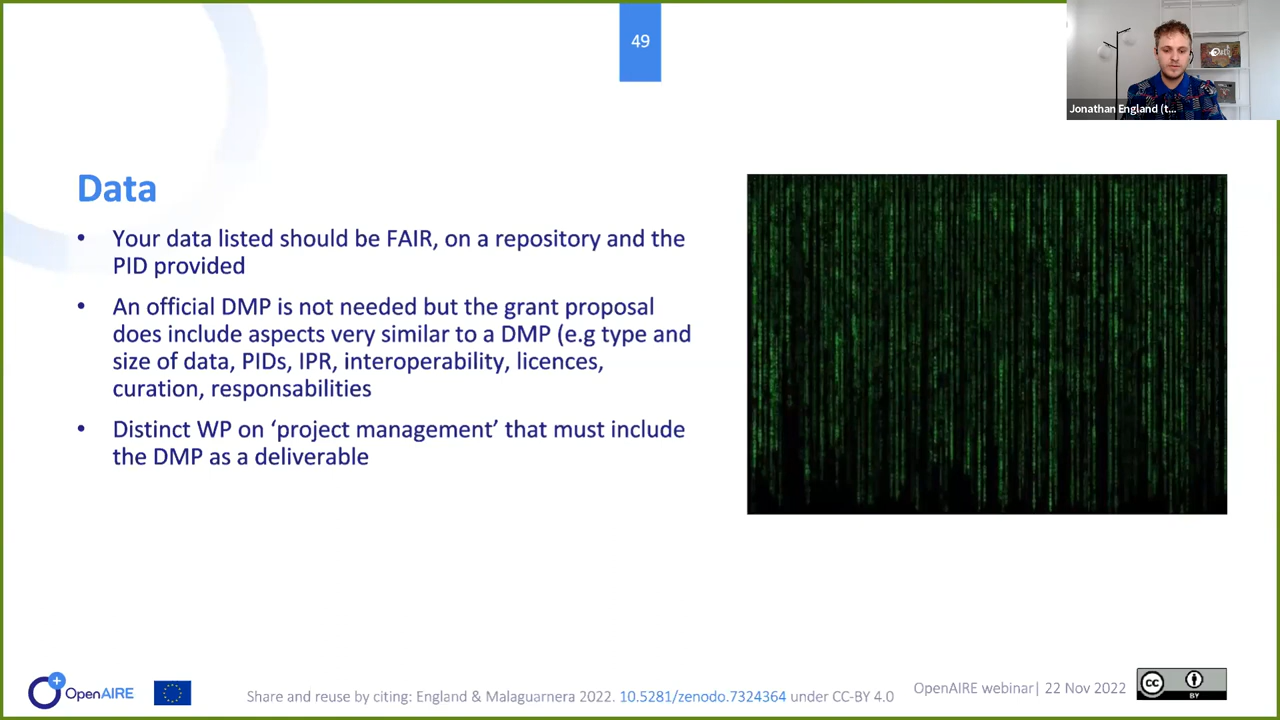 49
Jonathan England (t...
Data
• Your data listed should be FAIR, on a repository and the
PID provided
• An official DMP is not needed but the grant proposal
does include aspects very similar to a DMP (e.g type and
size of data, PIDs, IPR, interoperability, licences,
curation, responsabilities
• Distinct WP on ‘project management’ that must include
the DMP as a deliverable
OpenAIRE
Share and reuse by citing: England & Malaguarnera 2022. 10.5281/zenodo.7324364 under CC-BY 4.0
OpenAIRE webinar| 22 Nov 2022
CC
BY